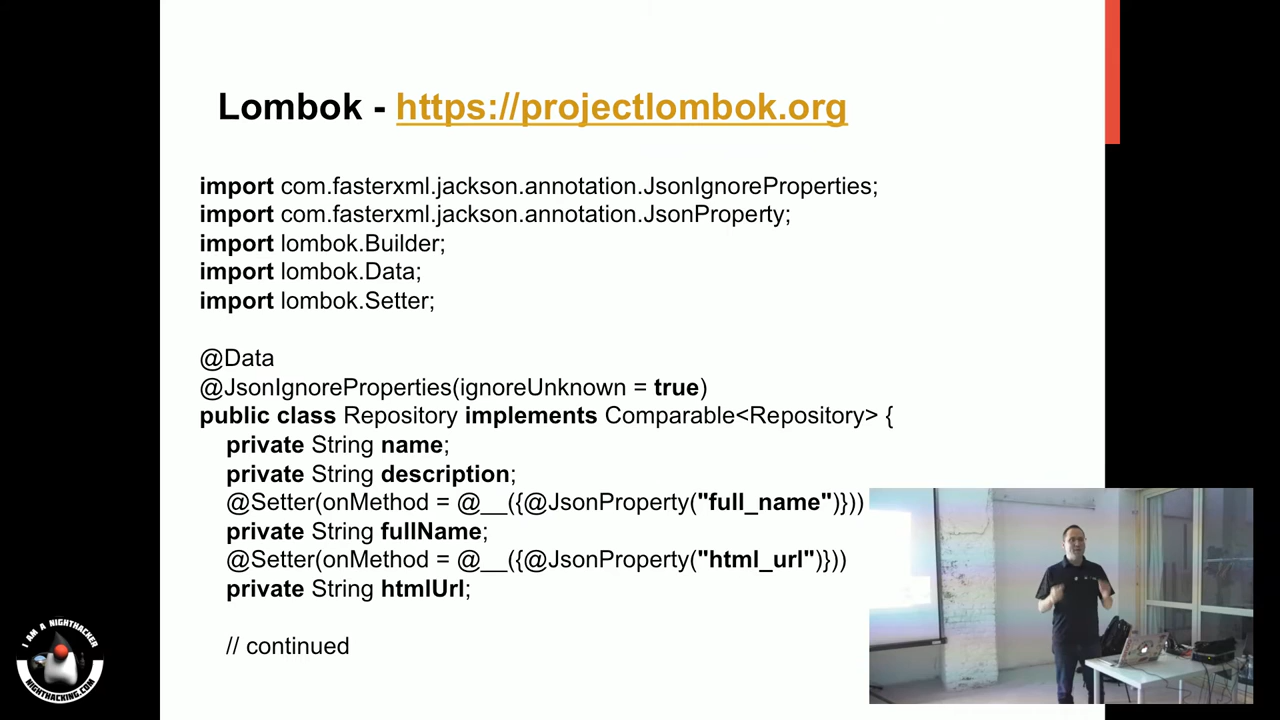 Lombok - https://projectlombok.org
import com.fasterxml.jackson.annotation.JsonIgnoreProperties;
import com.fasterxml.jackson.annotation.JsonProperty;
import lombok.Builder;
import lombok.Data;
import lombok.Setter;
@Data
@JsonIgnoreProperties(ignoreUnknown = true)
public class Repository implements Comparable<Repository> {
private String name;
private String description;
@Setter(onMethod = @__({@JsonProperty("full_name")}))
private String fullName;
@Setter(onMethod = @__({@JsonProperty("html_url")}))
private String htmlUrl;
// continued
I AM A NIGHTHACKER
NIGHTHACKING.COM